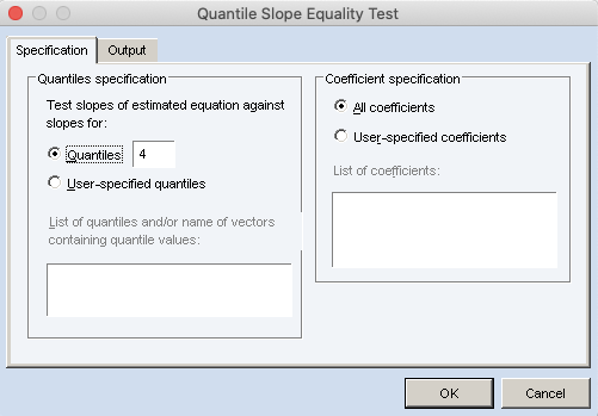 Quantile Slope Equality Test
Specification
Output
Quantiles specification
Test slopes of estimated equation against
slopes for:
Quantiles 4
User-specified quantiles
List of quantiles and/or name of vectors
containing quantile values:
Coefficient specification
All coefficients
User-specified coefficients
List of coefficients:
OK
Cancel